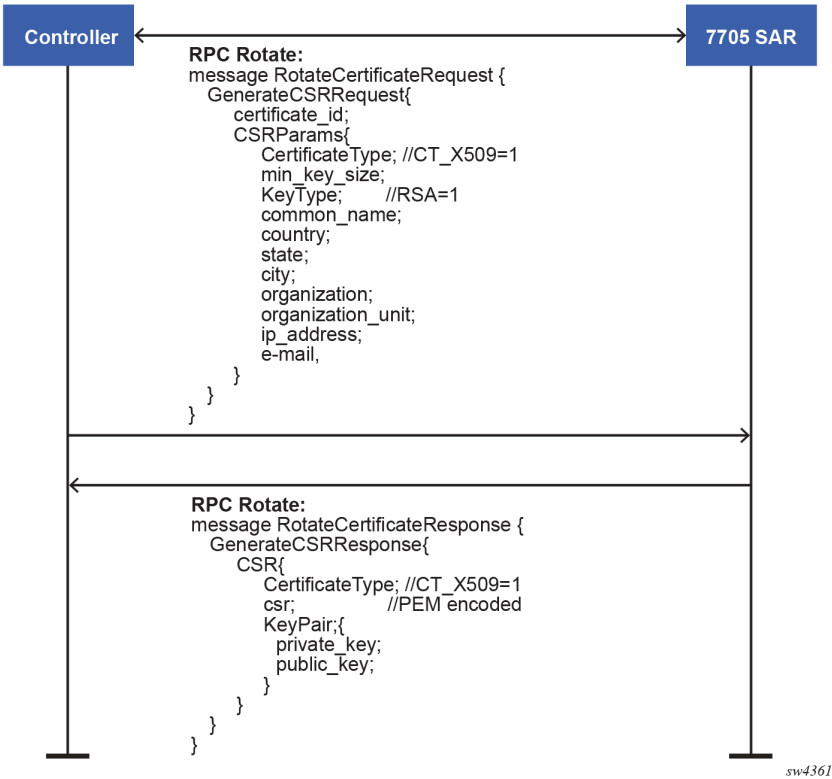 Controller
7705 SAR
RPC Rotate:
message RotateCertificateRequest {
GenerateCSRRequest{
certificate_id;
CSRParams{
CertificateType; //CT_X509=1
min_key_size;
KeyType; //RSA=1
common_name;
country;
state;
city;
organization;
organization_unit;
ip_address;
e-mail,
}
}
}
RPC Rotate:
message RotateCertificateResponse {
GenerateCSRResponse{
CSR{
CertificateType; //CT_X509=1
csr; //PEM encoded
KeyPair;{
private_key;
public_key;
}
}
}
}
sw4361